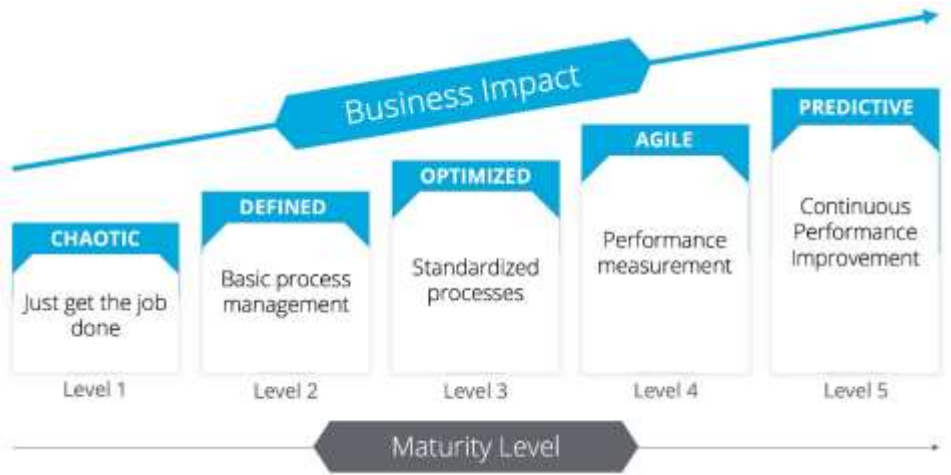 Business Impact
CHAOTIC
Just get the job
done
Level 1
DEFINED
Basic process
management
Level 2
OPTIMIZED
Standardized
processes
Level 3
AGILE
Performance
measurement
Level 4
PREDICTIVE
Continuous
Performance
Improvement
Level 5
Maturity Level